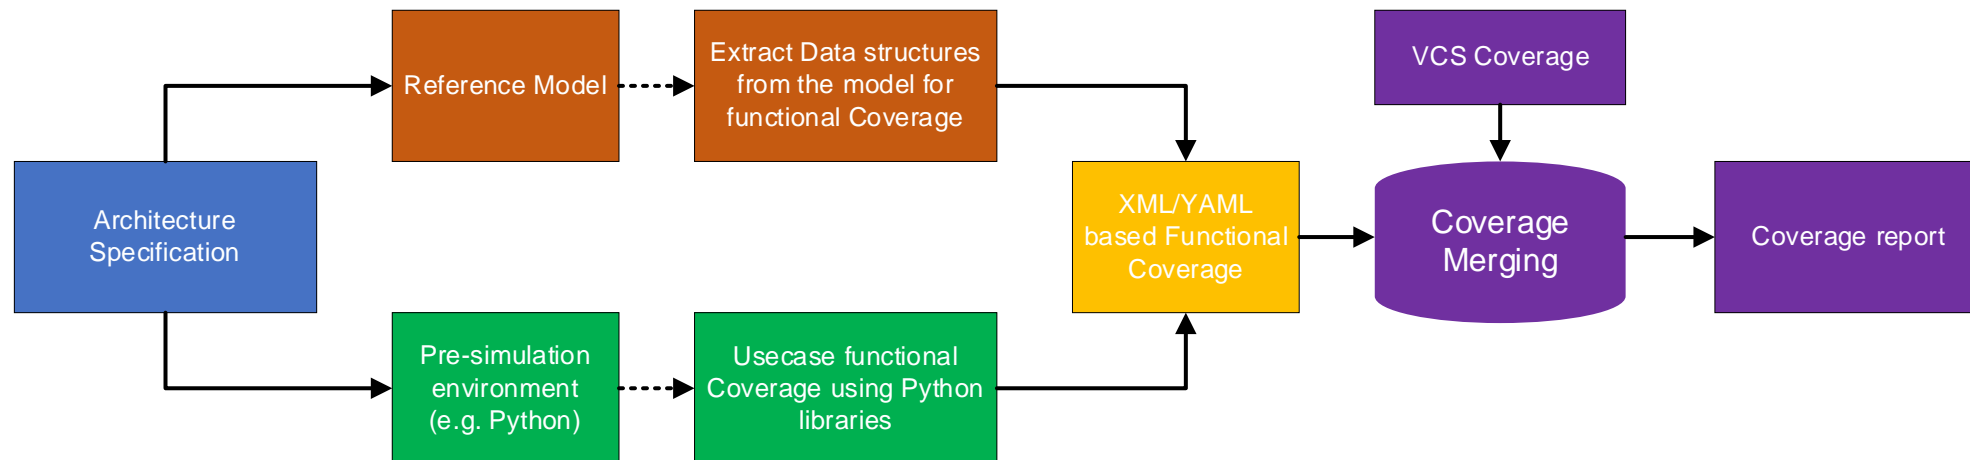 Architecture
Specification
Reference Model
Extract Data structures
from the model for
functional Coverage
Pre-simulation
environment
(e.g. Python)
Usecase functional
Coverage using Python
libraries
XML/YAML
based Functional
Coverage
VCS Coverage
Coverage
Merging
Coverage report